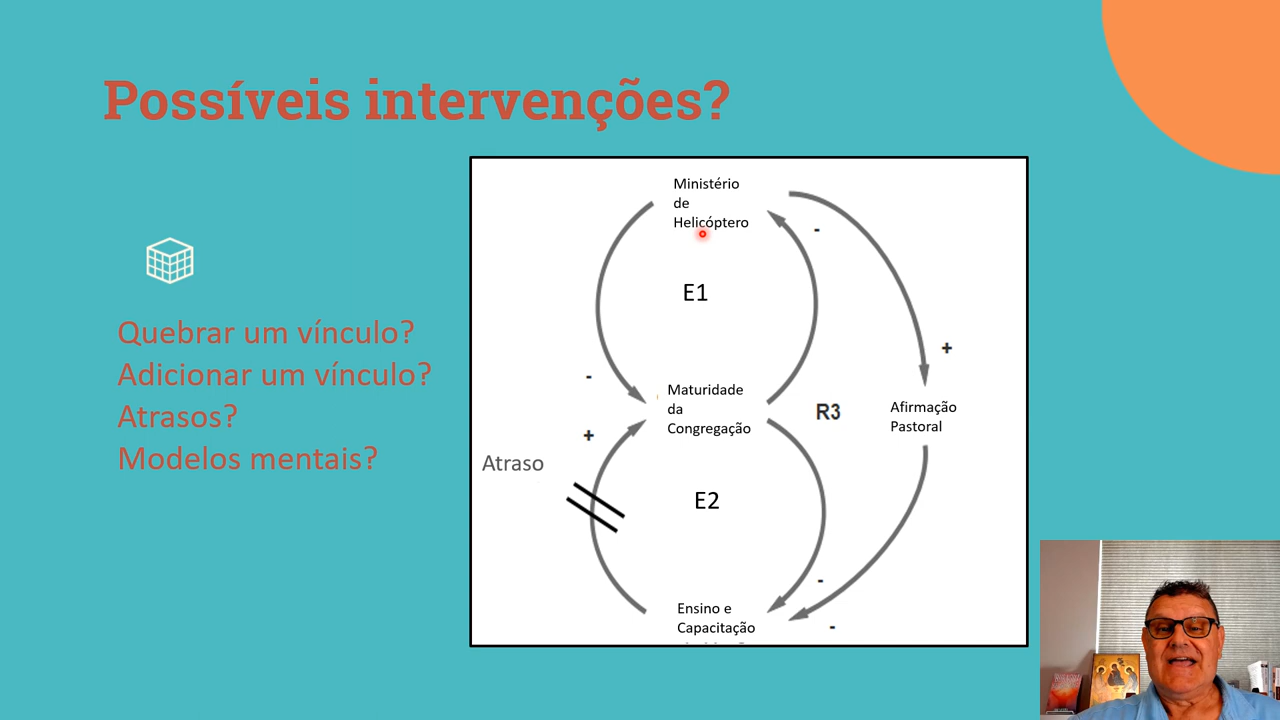 Possíveis intervenções?
Quebrar um vínculo?
Adicionar um vínculo?
Atrasos?
Modelos mentais?
Ministério
de
Helicóptero
-
E1
+
-
Maturidade
da
Congregação
R3
Afirmação
Pastoral
+
Atraso
E2
-
Ensino e
Capacitação
-